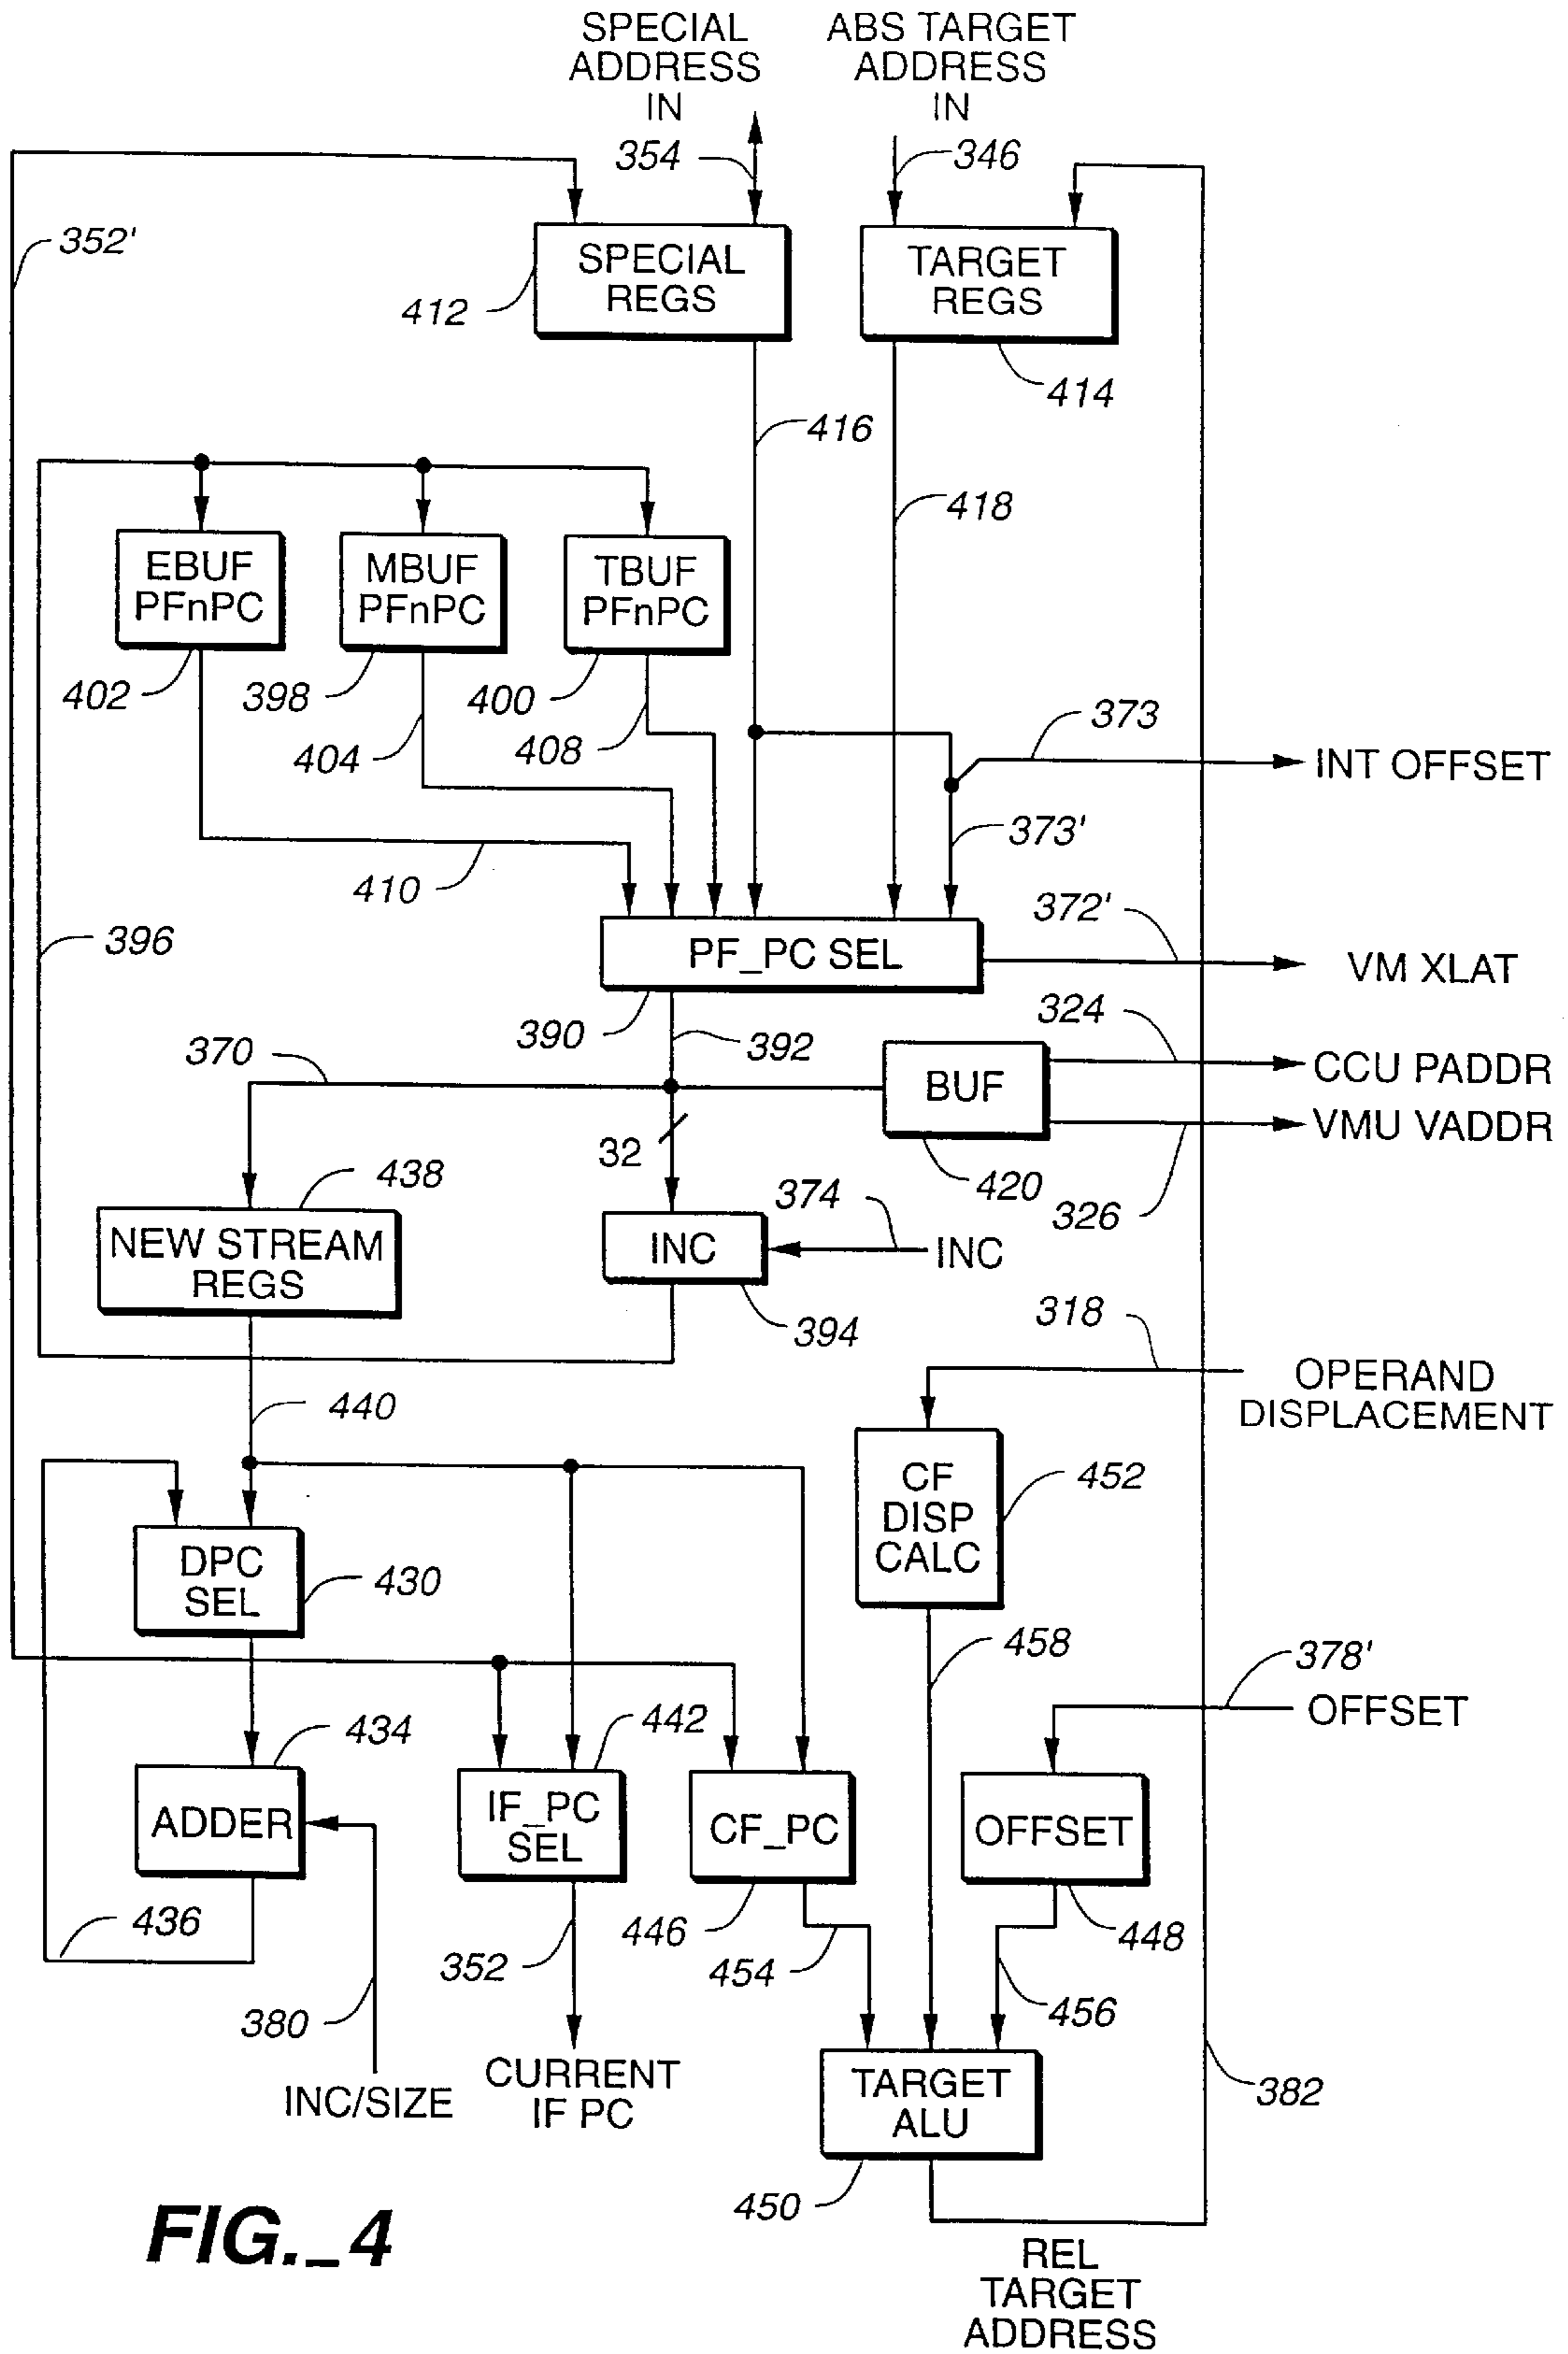 SPECIAL
ADDRESS
IN
ABS TARGET
ADDRESS
IN
354
346
352'
SPECIAL
REGS
412
TARGET
REGS
414
416
418
EBUF
PFnPC
MBUF
PFnPC
TBUF
PFnPC
402
398
400
404
408
410
373
INT OFFSET
373'
396
372'
PF_PC SEL
VM XLAT
390
392
324
370
BUF
CCU PADDR
VMU VADDR
32
420
326
438
374
NEW STREAM
REGS
INC
INC
394
318
OPERAND
DISPLACEMENT
440
CF
DISP
CALC
452
DPC
SEL
430
458
378'
OFFSET
434
442
ADDER
IF_PC
SEL
CF_PC
OFFSET
436
446
448
352
454
456
380
INC/SIZE
CURRENT
IF PC
TARGET
ALU
382
450
FIG._4
REL
TARGET
ADDRESS